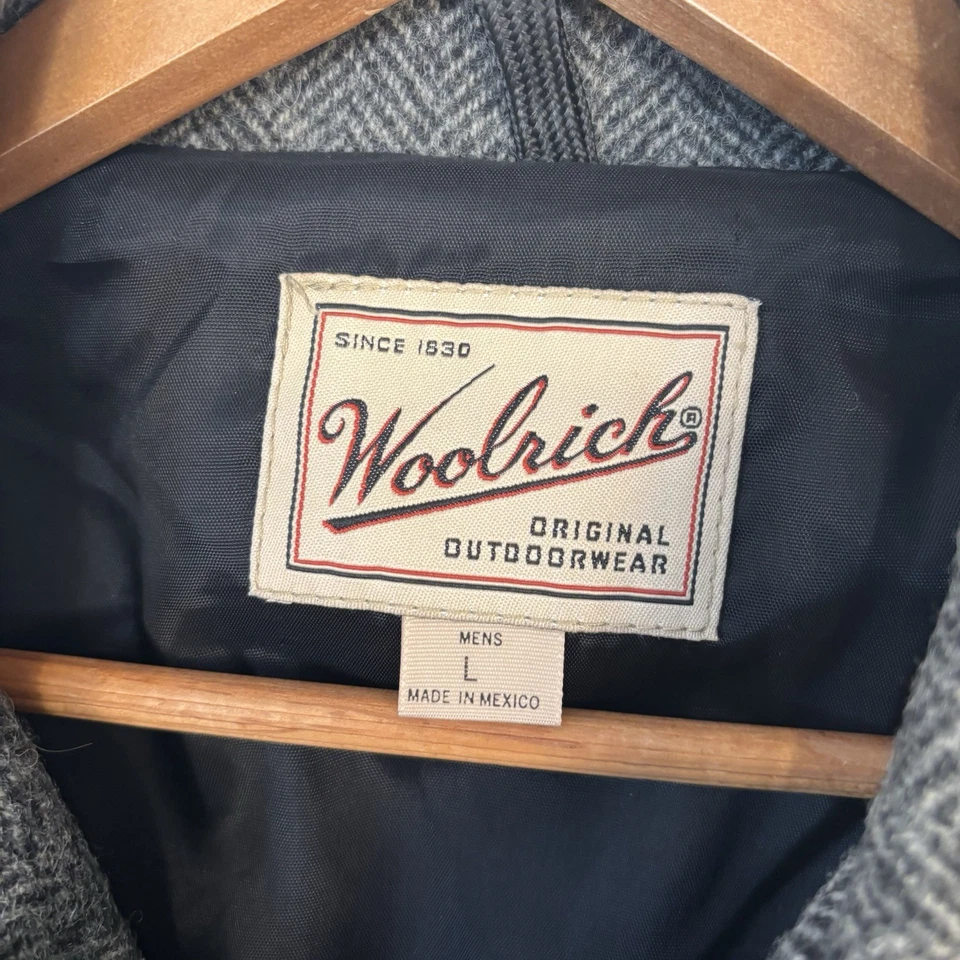 SINCE 1830
Woolrich®
ORIGINAL
OUTDOORWEAR
MENS
L
MADE IN MEXICO